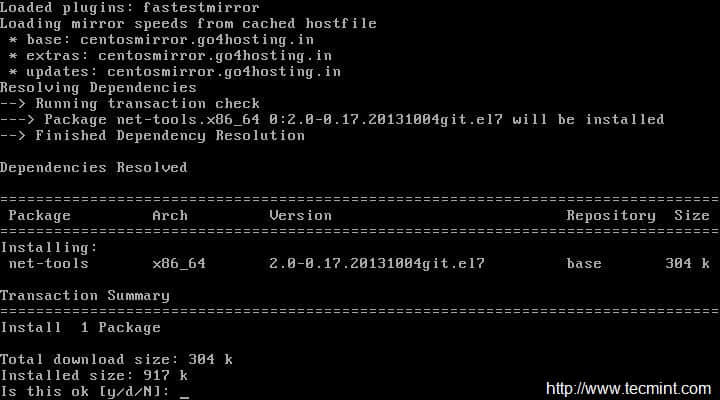 Loaded plugins: fastestmirror
Loading mirror speeds from cached hostfile
 * base: centosmirror.go4hosting.in
 * extras: centosmirror.go4hosting.in
 * updates: centosmirror.go4hosting.in
Resolving Dependencies
--> Running transaction check
---> Package net-tools.x86_64 0:2.0-0.17.20131004git.el7 will be installed
--> Finished Dependency Resolution

Dependencies Resolved

================================================================================
 Package         Arch         Version                          Repository  Size
================================================================================
Installing:
 net-tools       x86_64       2.0-0.17.20131004git.el7         base       304 k

Transaction Summary
================================================================================
Install  1 Package

Total download size: 304 k
Installed size: 917 k
Is this ok [y/d/N]: _
http://www.tecmint.com